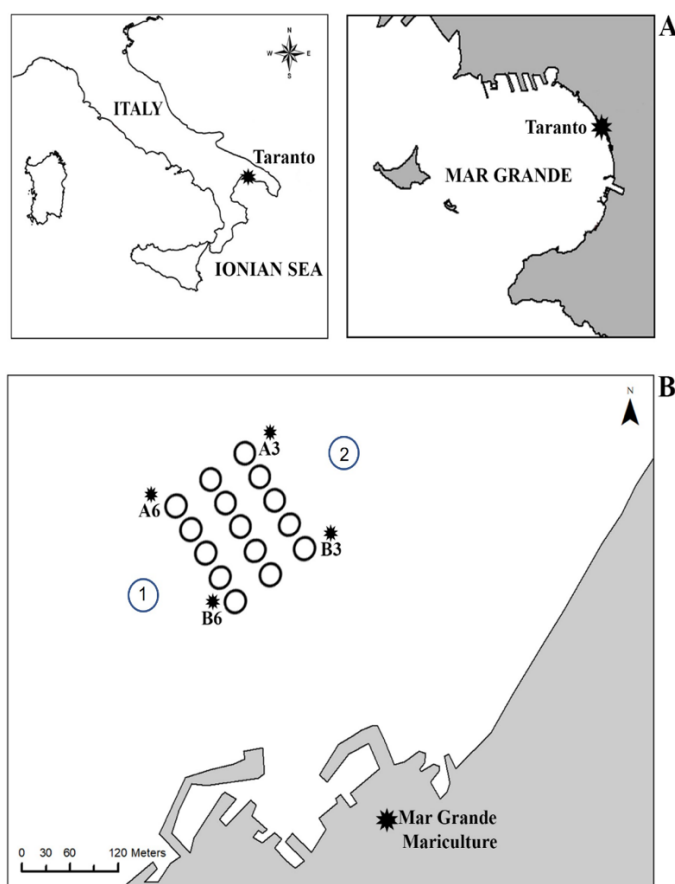 A
N
W
E
S
ITALY
Taranto
IONIAN SEA
Taranto
MAR GRANDE
B
N
A3
2
A6
B3
1
B6
Mar Grande
Mariculture
0 30 60 120 Meters